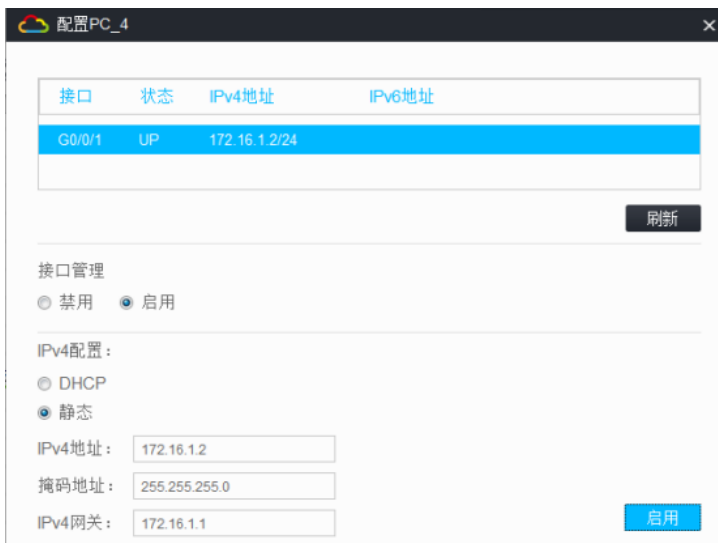 配置PC_4
接口 状态 IPv4地址 IPv6地址
G0/0/1 UP 172.16.1.2/24
刷新
接口管理
禁用 启用
IPv4配置：
DHCP
静态
IPv4地址： 172.16.1.2
掩码地址： 255.255.255.0
IPv4网关： 172.16.1.1
启用